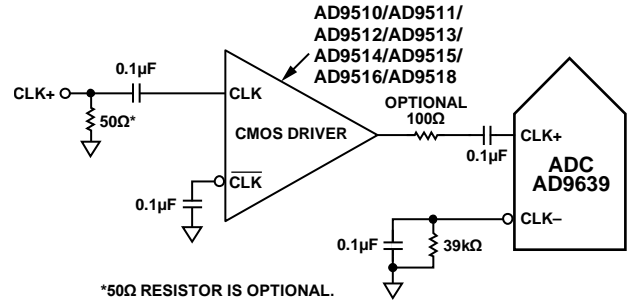 AD9510/AD9511/
AD9512/AD9513/
AD9514/AD9515/
AD9516/AD9518
0.1µF
CLK+
CLK
OPTIONAL
100Ω
50Ω*
CMOS DRIVER
CLK+
0.1µF
ADC
AD9639
CLK
0.1µF
CLK–
0.1µF
39kΩ
*50Ω RESISTOR IS OPTIONAL.